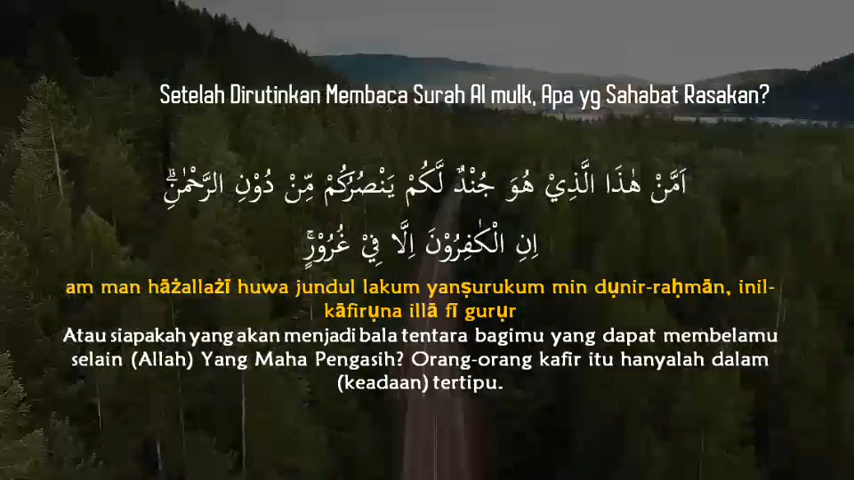 Setelah Dirutinkan Membaca Surah Al mulk, Apa yg Sahabat Rasakan?
اَمَّنْ هٰذَا الَّذِيْ هُوَ جُنْدٌ لَّكُمْ يَنْصُرُكُمْ مِّنْ دُوْنِ الرَّحْمٰنِۗ
اِنِ الْكٰفِرُوْنَ اِلَّا فِيْ غُرُوْرٍۚ
am man hāżallażī huwa jundul lakum yanṣurukum min dụnir-raḥmān, inil-
kāfirụna illā fī gurụr
Atau siapakah yang akan menjadi bala tentara bagimu yang dapat membelamu
selain (Allah) Yang Maha Pengasih? Orang-orang kafir itu hanyalah dalam
(keadaan) tertipu.